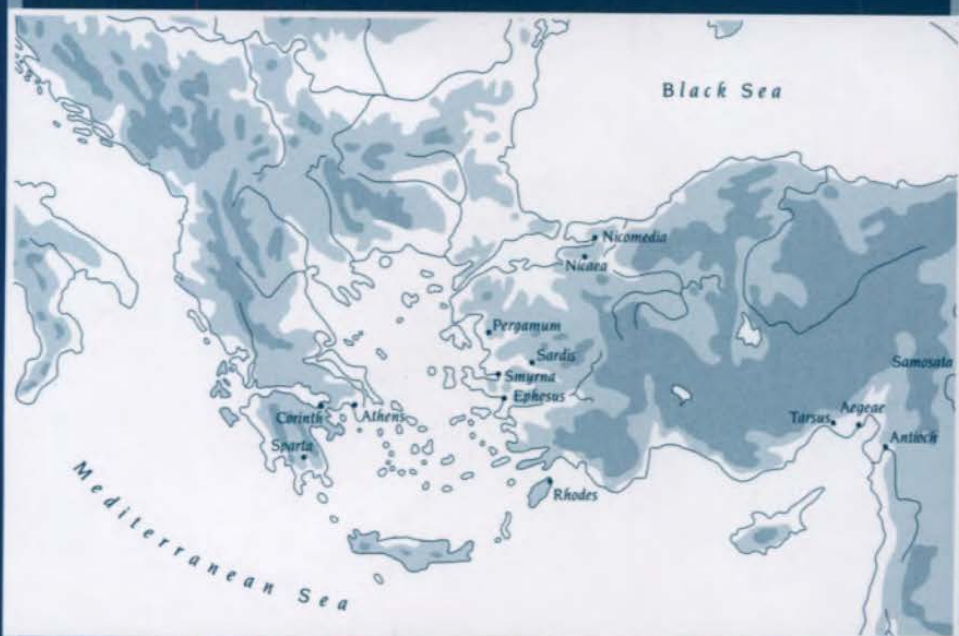 Black Sea
Nicomedia
Nicaea
Pergamum
Sardis
Smyrna
Ephesus
Samosata
Corinth
Athens
Tarsus
Aegeae
Sparta
Antioch
Rhodes
Mediterranean Sea